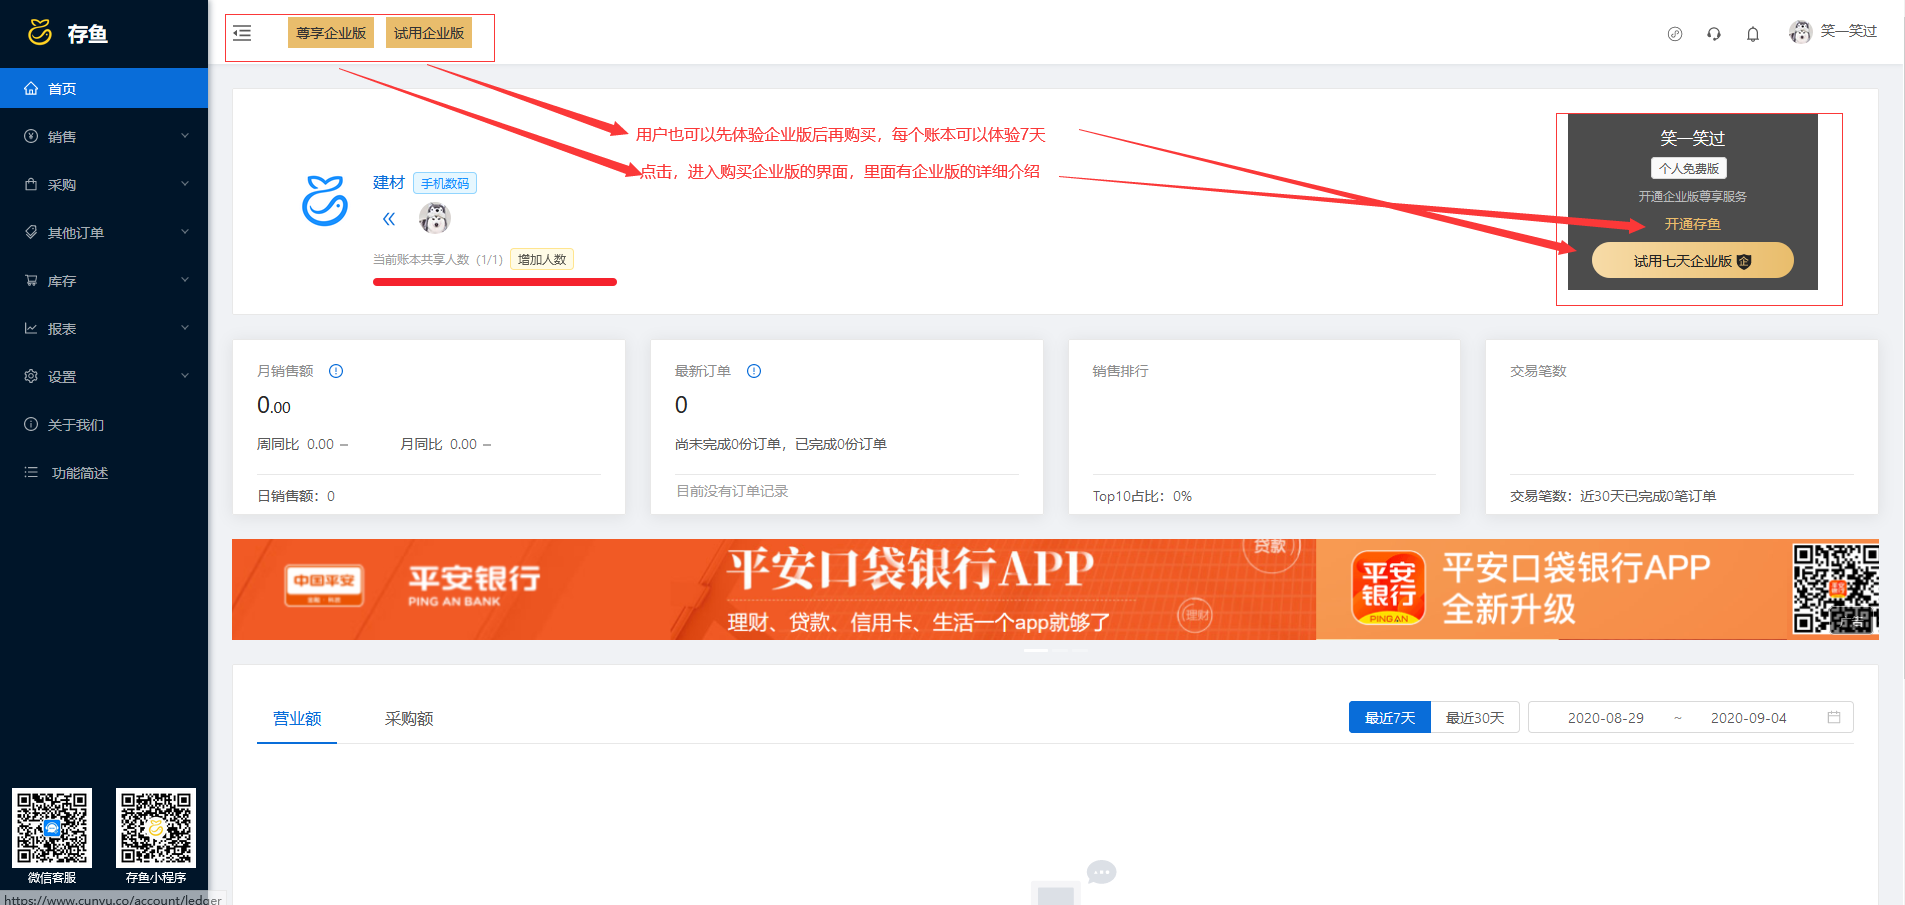 存鱼
尊享企业版
试用企业版
笑一笑过
首页
销售
采购
其他订单
库存
报表
设置
关于我们
功能简述
用户也可以先体验企业版后再购买，每个账本可以体验7天
点击，进入购买企业版的界面，里面有企业版的详细介绍
建材 手机数码
当前账本共享人数 (1/1) 增加人数
笑一笑过
个人免费版
开通企业版尊享服务
开通存鱼
试用七天企业版 企
月销售额
0.00
周同比 0.00 – 月同比 0.00 –
日销售额：0
最新订单
0
尚未完成0份订单，已完成0份订单
目前没有订单记录
销售排行
Top10占比：0%
交易笔数
交易笔数：近30天已完成0笔订单
中国平安
平安银行
PING AN BANK
平安口袋银行APP
理财、贷款、信用卡、生活一个app就够了
贷款
理财
平安
银行
PINGAN
平安口袋银行APP
全新升级
广告
营业额 采购额
最近7天 最近30天 2020-08-29 ~ 2020-09-04
微信客服 存鱼小程序
https://www.cunyu.co/account/ledger